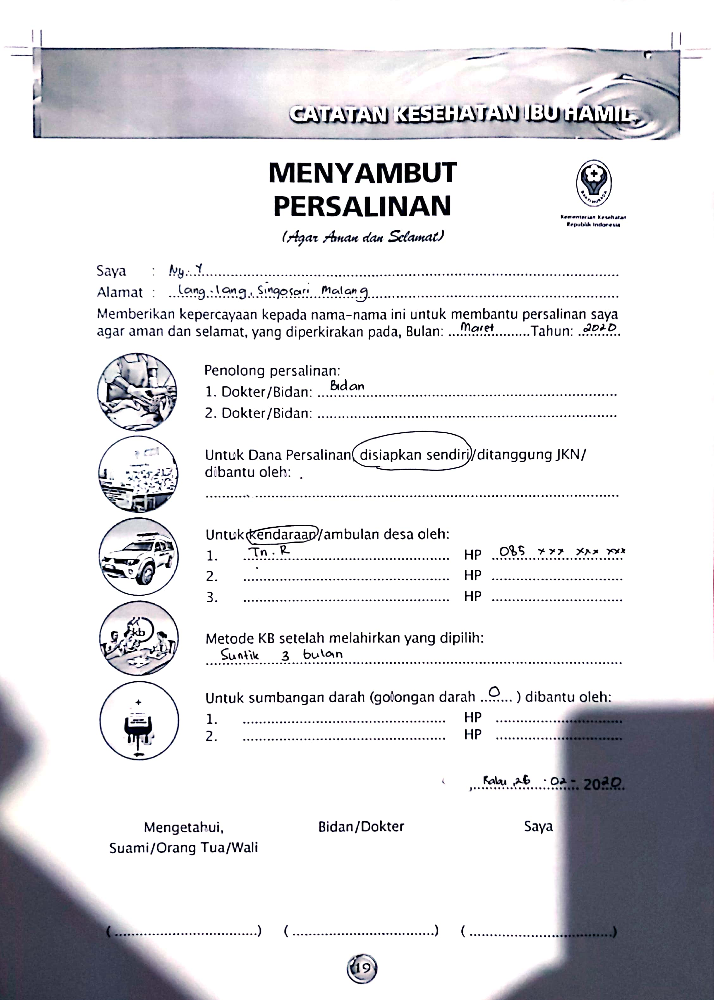 CATATAN KESEHATAN IBU HAMIL
MENYAMBUT
PERSALINAN
(Agar Aman dan Selamat)
BAKTI HUSADA
Kementerian Kesehatan
Republik Indonesia
Saya : Ny. Y
Alamat : Lang-lang, Singosari Malang
Memberikan kepercayaan kepada nama-nama ini untuk membantu persalinan saya
agar aman dan selamat, yang diperkirakan pada, Bulan: Maret Tahun: 2020
Penolong persalinan:
1. Dokter/Bidan: Bidan
2. Dokter/Bidan:
Untuk Dana Persalinan, disiapkan sendiri/ditanggung JKN/
dibantu oleh:
Untuk kendaraan/ambulan desa oleh:
1. Tn. R HP 085 xxx xxx xxx
2. HP
3. HP
kb
Metode KB setelah melahirkan yang dipilih:
Suntik 3 bulan
Untuk sumbangan darah (golongan darah O ) dibantu oleh:
1. HP
2. HP
, Rabu, 26 - 02 - 2020
Mengetahui, Bidan/Dokter Saya
Suami/Orang Tua/Wali
(..............................) (..............................) (..............................)
19